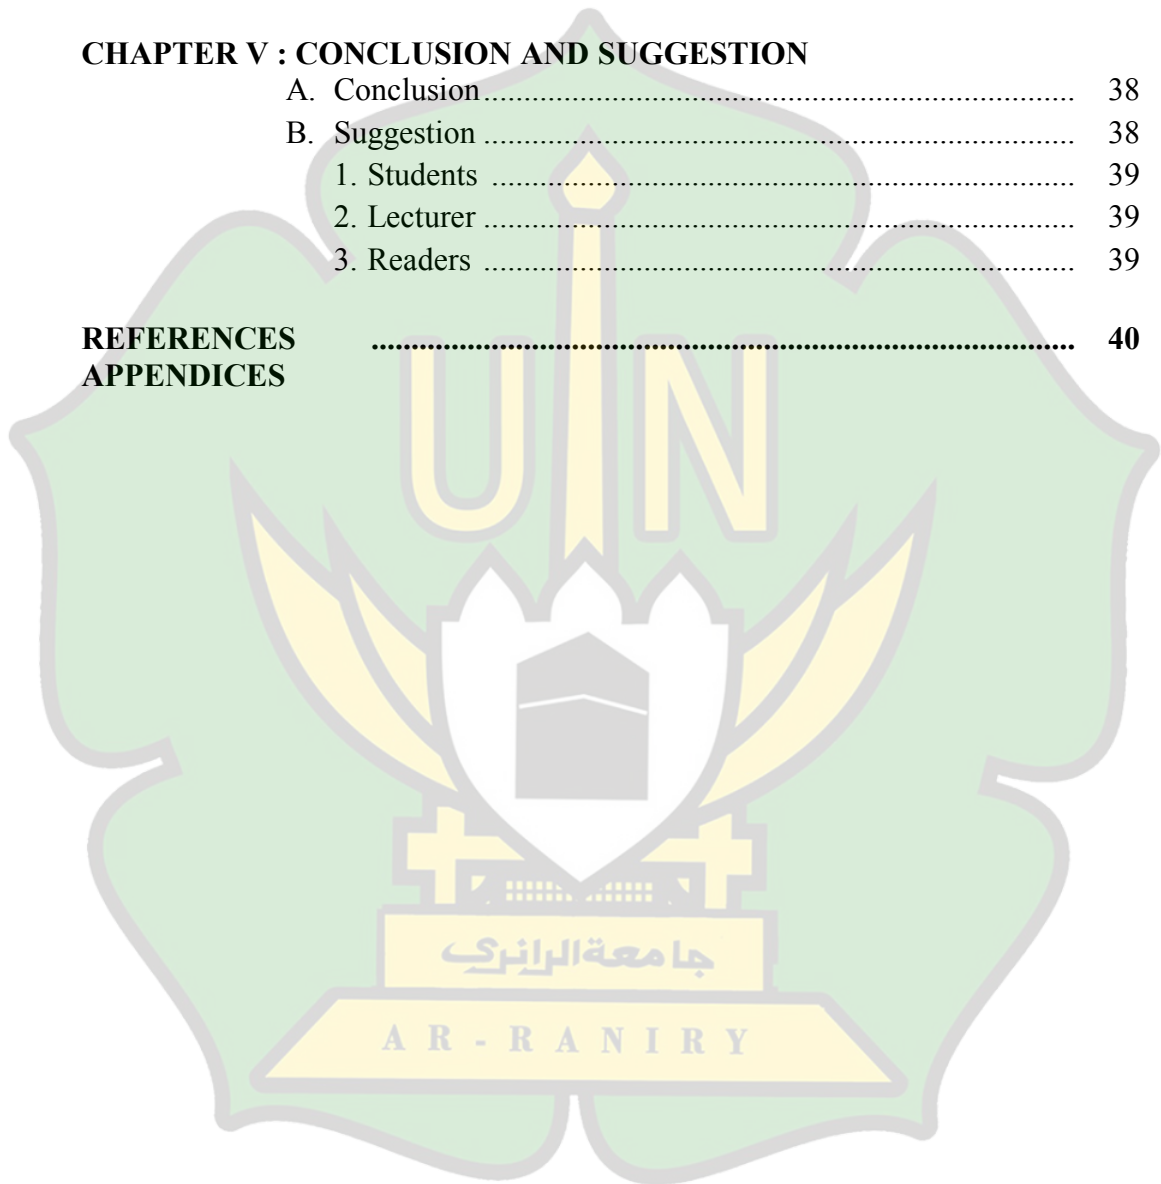 CHAPTER V : CONCLUSION AND SUGGESTION
A. Conclusion.......................................................................... 38
B. Suggestion .......................................................................... 38
1. Students ......................................................................... 39
2. Lecturer .......................................................................... 39
3. Readers .......................................................................... 39
REFERENCES ........................................................................... 40
APPENDICES
UIN
جامعة الرانري
AR-RANIRY